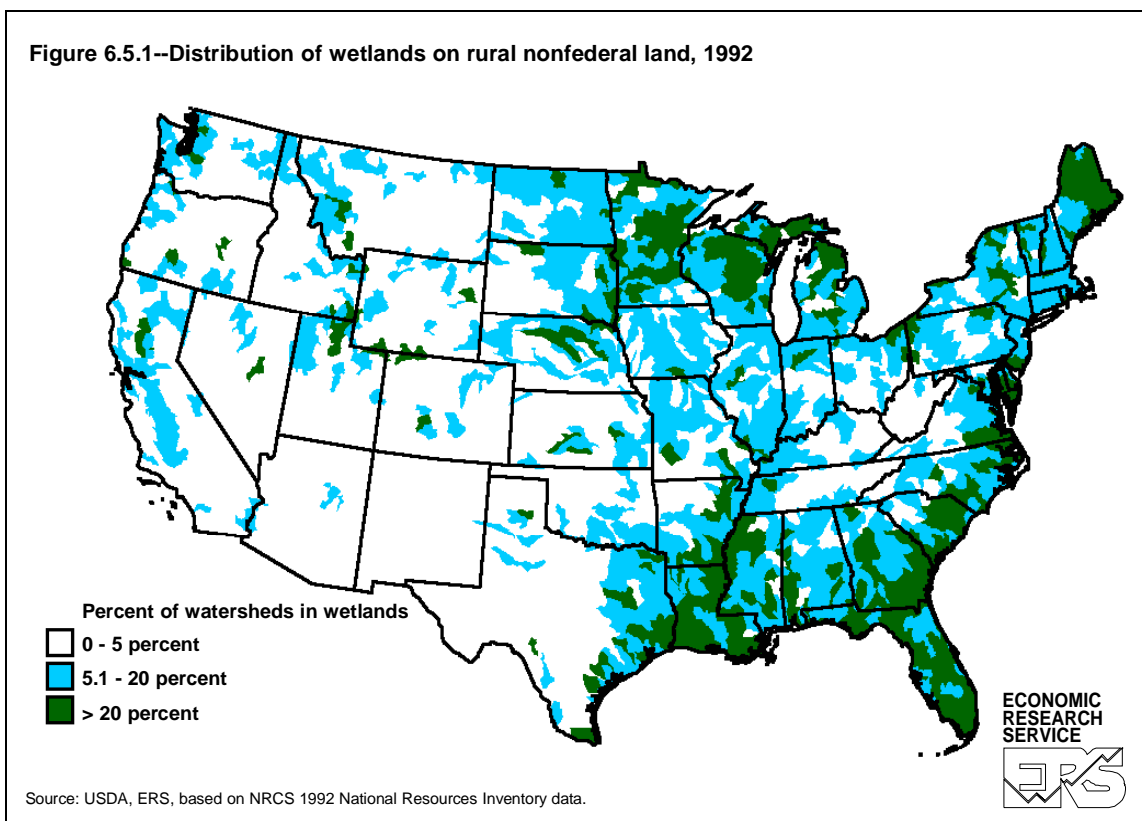 Figure 6.5.1--Distribution of wetlands on rural nonfederal land, 1992
Percent of watersheds in wetlands
0 - 5 percent
5.1 - 20 percent
> 20 percent
ECONOMIC
RESEARCH
SERVICE
ERS
Source: USDA, ERS, based on NRCS 1992 National Resources Inventory data.